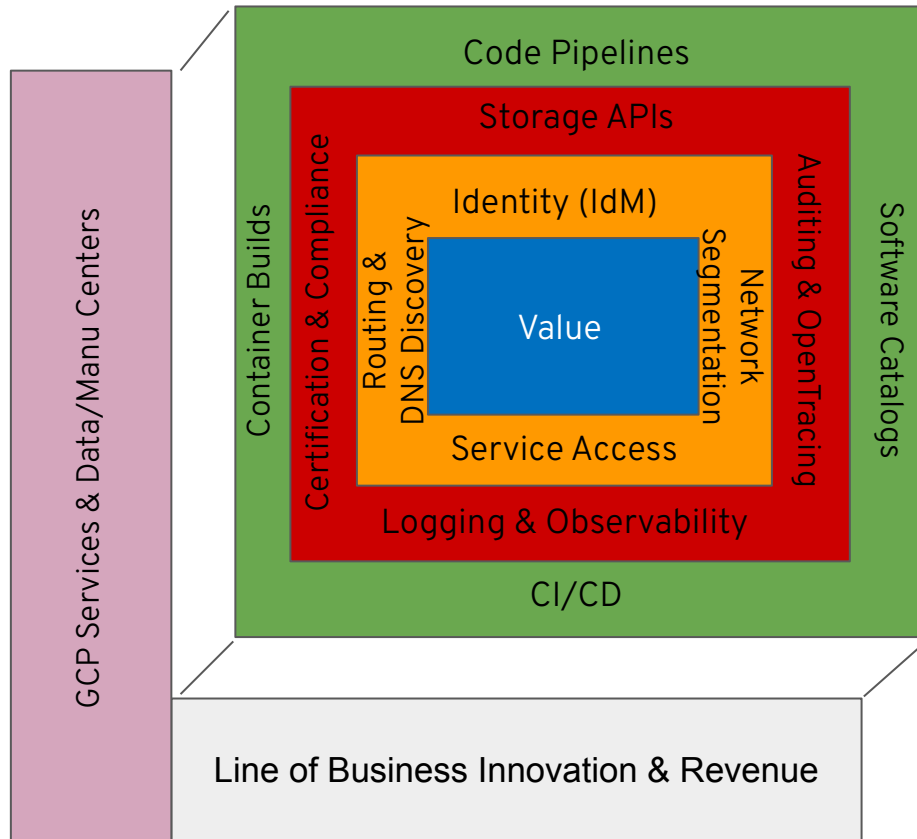 Code Pipelines
Storage APIs
Identity (IdM)
Value
Service Access
Logging & Observability
CI/CD
GCP Services & Data/Manu Centers
Container Builds
Certification & Compliance
Routing &
DNS Discovery
Network
Segmentation
Auditing & OpenTracing
Software Catalogs
Line of Business Innovation & Revenue